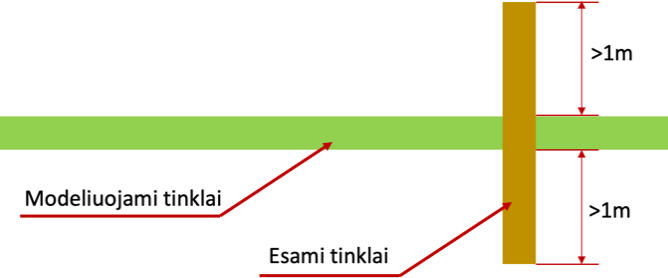 >1m
Modeliuojami tinklai
>1m
Esami tinklai